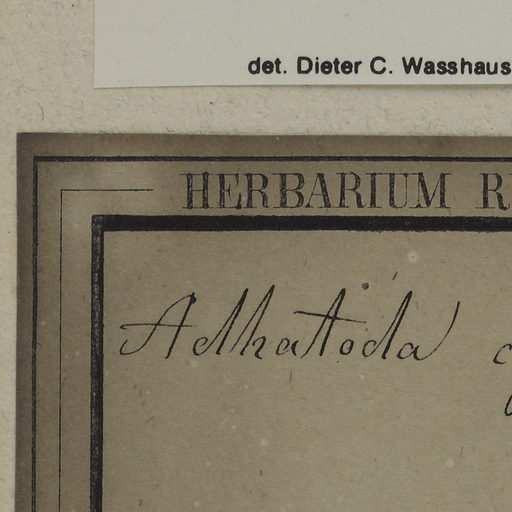 det. Dieter C. Wasshaus
HERBARIUM R
Adhatoda